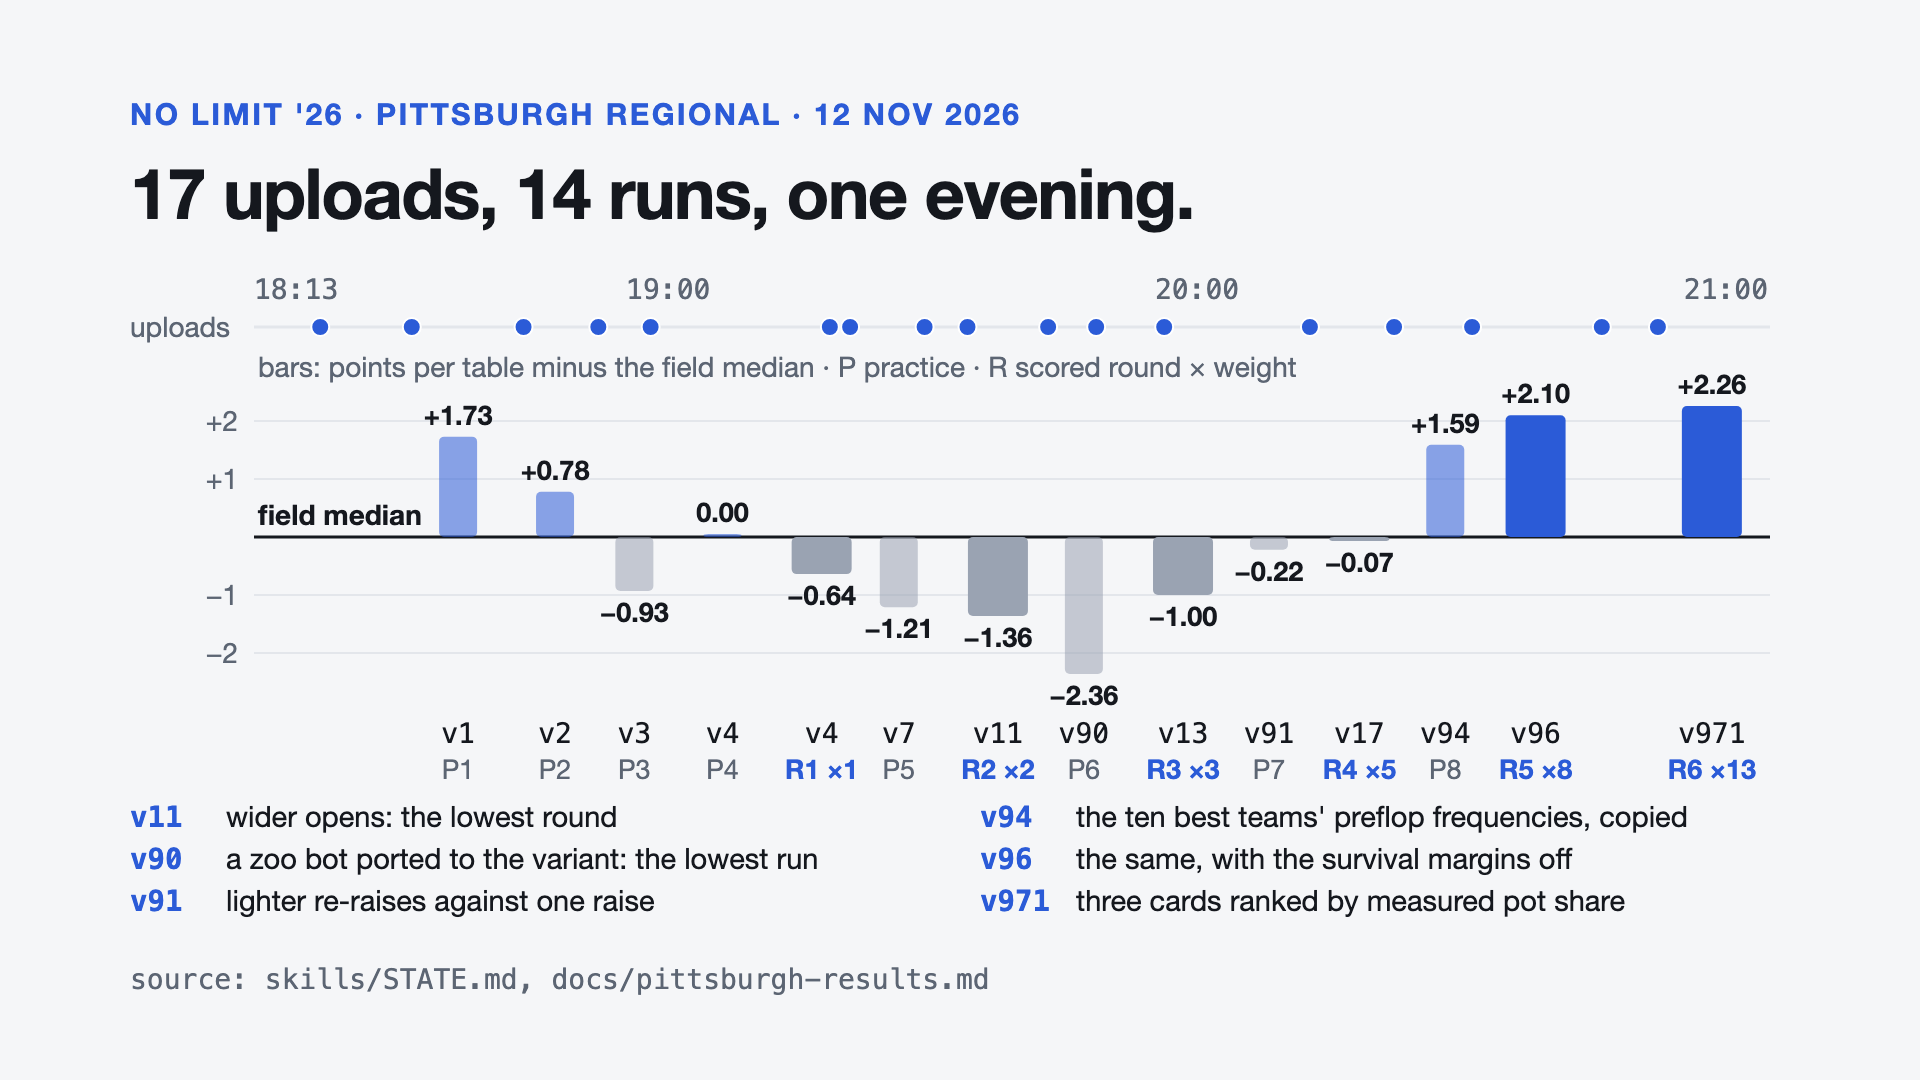 NO LIMIT '26 · PITTSBURGH REGIONAL · 12 NOV 2026
17 uploads, 14 runs, one evening.
18:13 19:00 20:00 21:00
uploads
bars: points per table minus the field median · P practice · R scored round × weight
+2
+1
field median
−1
−2
+1.73 +0.78 −0.93 0.00 −0.64 −1.21 −1.36 −2.36 −1.00 −0.22 −0.07 +1.59 +2.10 +2.26
v1 v2 v3 v4 v4 v7 v11 v90 v13 v91 v17 v94 v96 v971
P1 P2 P3 P4 R1 ×1 P5 R2 ×2 P6 R3 ×3 P7 R4 ×5 P8 R5 ×8 R6 ×13
v11 wider opens: the lowest round
v90 a zoo bot ported to the variant: the lowest run
v91 lighter re-raises against one raise
v94 the ten best teams' preflop frequencies, copied
v96 the same, with the survival margins off
v971 three cards ranked by measured pot share
source: skills/STATE.md, docs/pittsburgh-results.md